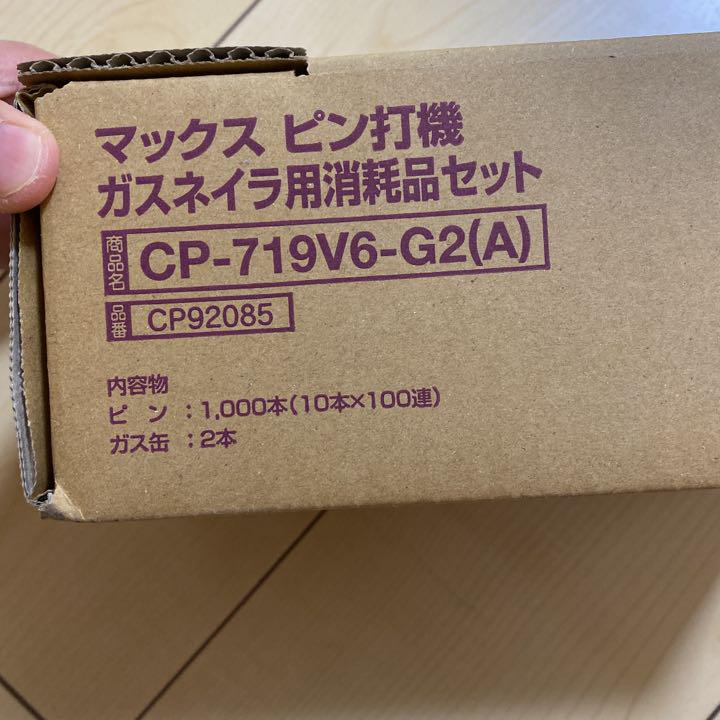 マックス ピン打機
ガスネイラ用消耗品セット
商品名 CP-719V6-G2(A)
品番 CP92085
内容物
ピン：1,000本(10本×100連)
ガス缶：2本